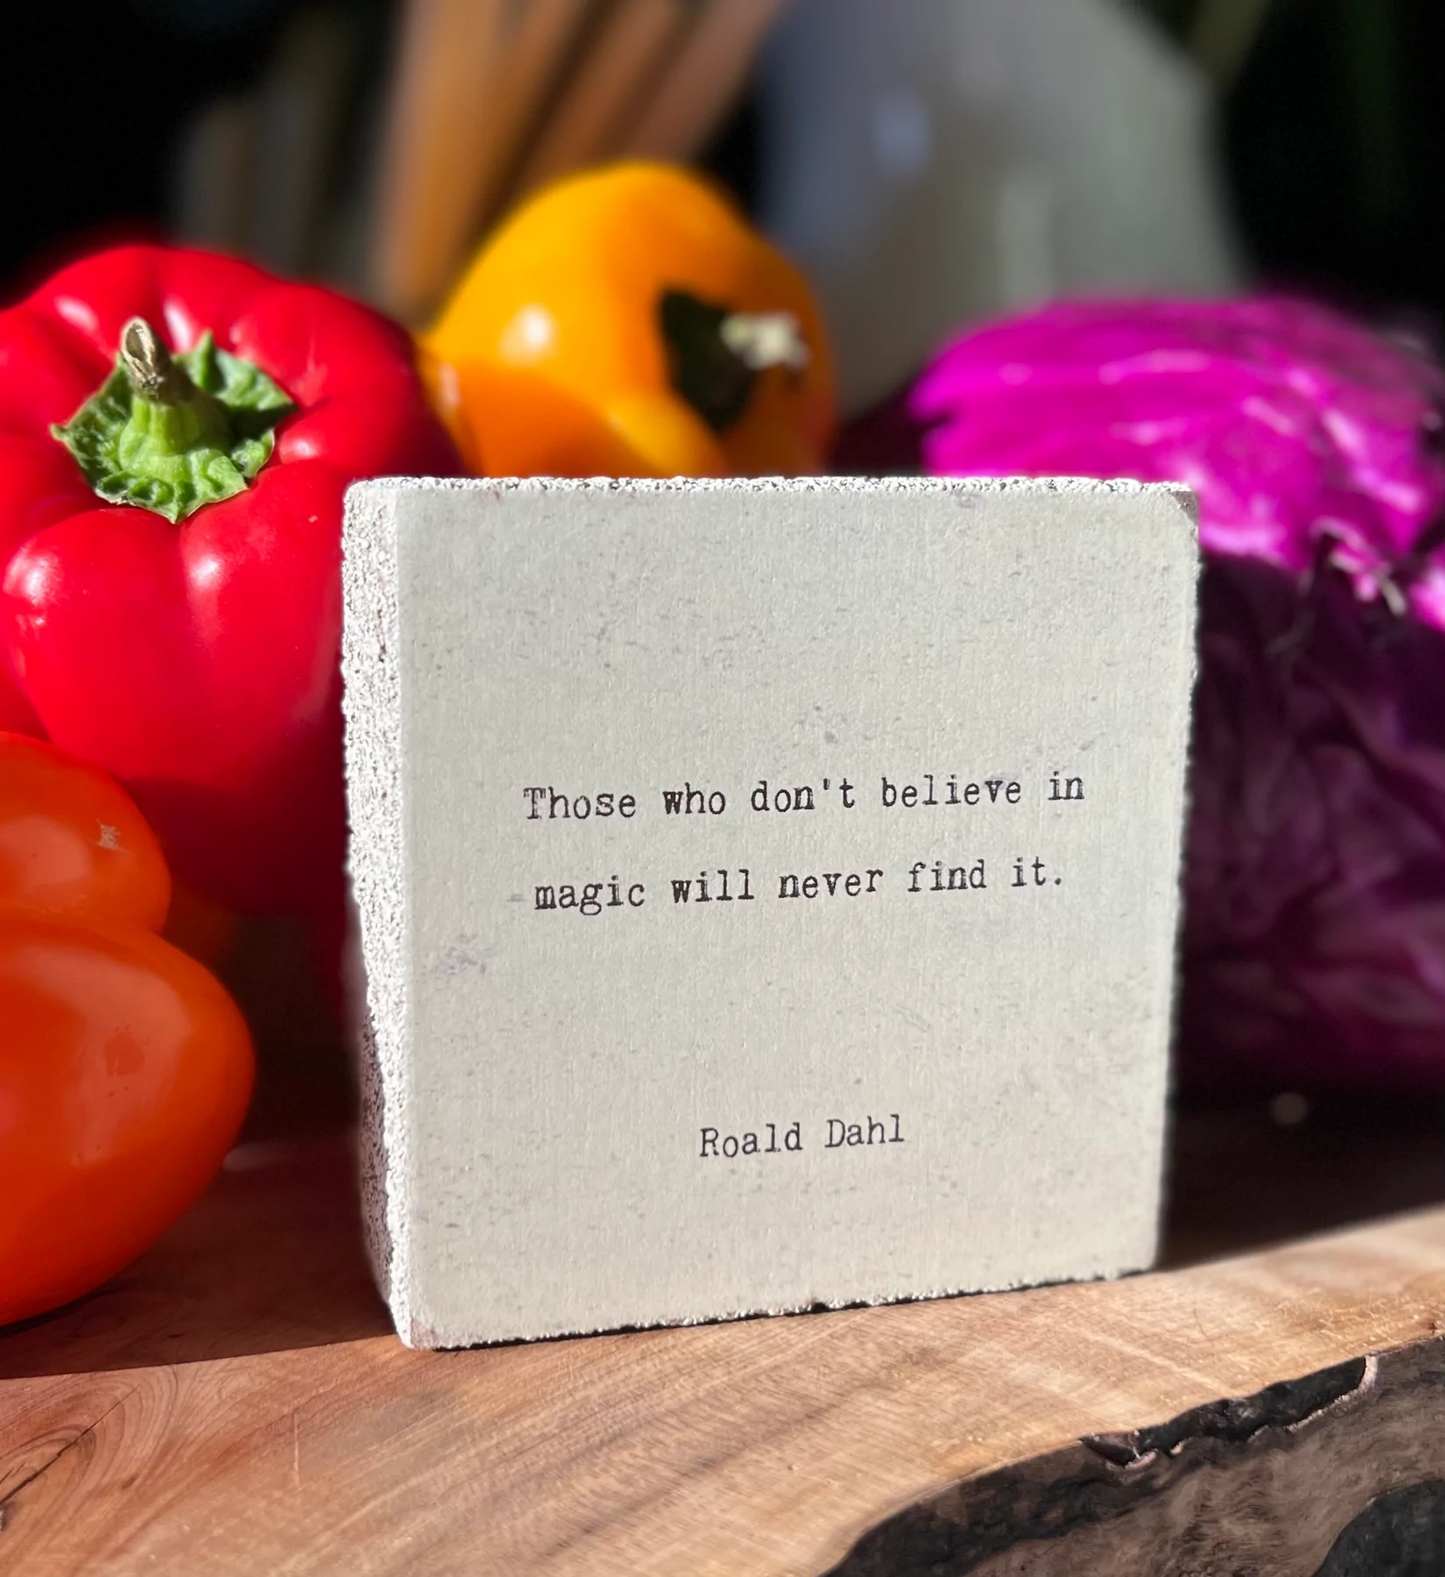 Those who don't believe in
magic will never find it.
Roald Dahl